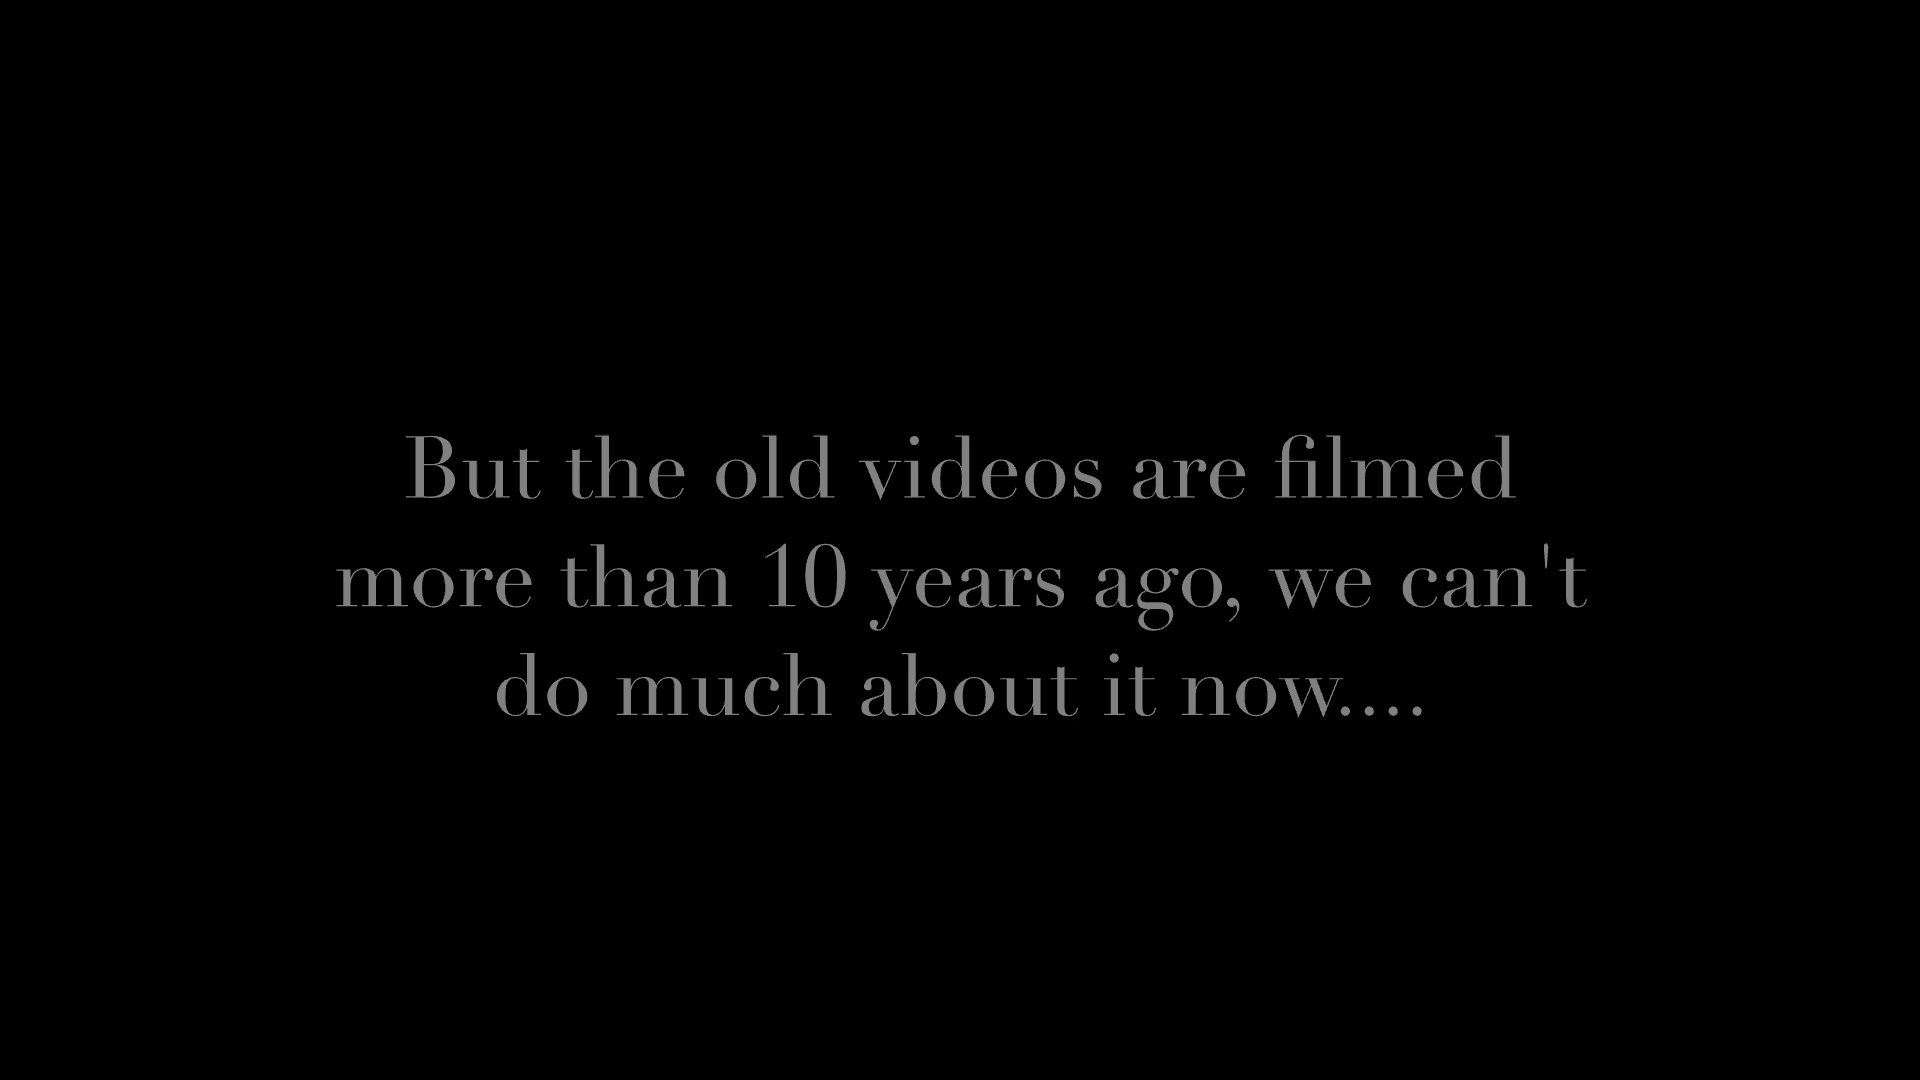 But the old videos are filmed
more than 10 years ago, we can't
do much about it now....